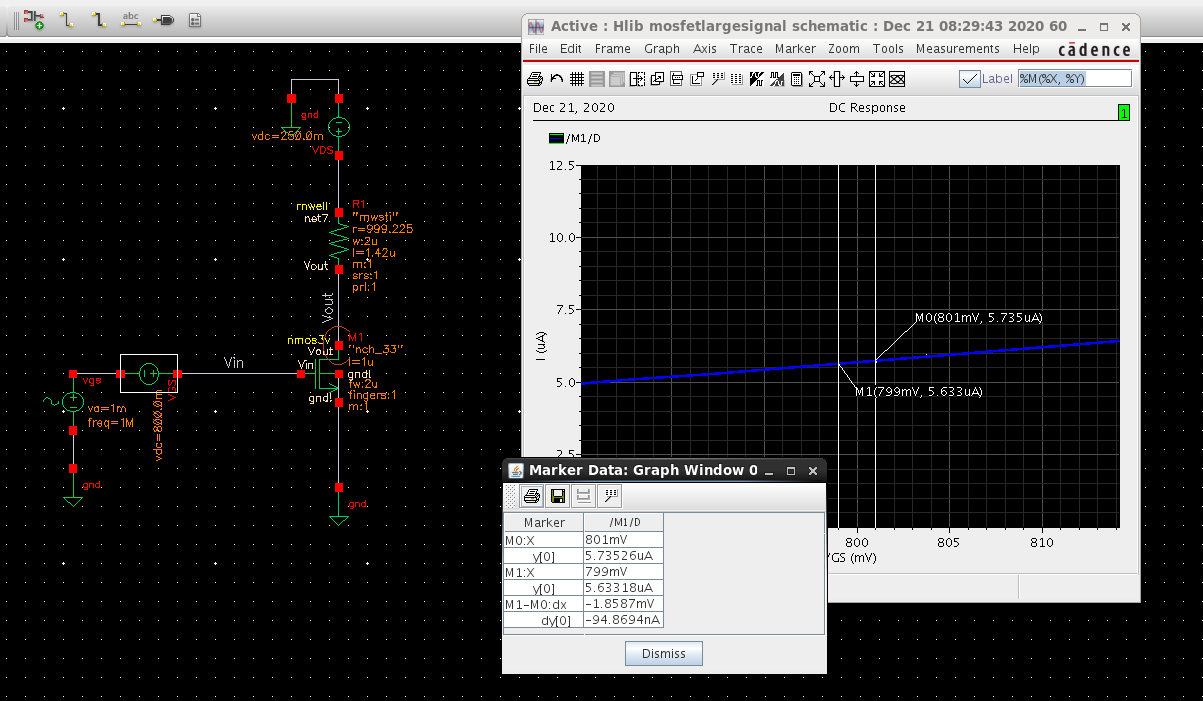 abc
gnd
vdc=250.0m
VDS
rnwell
R1
net7
"rnwsti"
r=999.225
w:2u
l=1.42u
m:1
srs:1
prl:1
Vout
Vout
nmos3v
M1
Vout
"nch_33"
l=1u
Vin
Vin
gnd!
fw:2u
gnd!
fingers:1
m:1
vgs
VGS
va=1m
freq=1M
vdc=800.0m
gnd
gnd
Active : Hlib mosfetlargesignal schematic : Dec 21 08:29:43 2020 60
File Edit Frame Graph Axis Trace Marker Zoom Tools Measurements Help cādence
Label %M(%X, %Y)
Dec 21, 2020 DC Response 1
/M1/D
12.5
10.0
7.5
5.0
2.5
I (uA)
M0(801mV, 5.735uA)
M1(799mV, 5.633uA)
800 805 810
VGS (mV)
Marker Data: Graph Window 0
Marker /M1/D
M0:X 801mV
y[0] 5.73526uA
M1:X 799mV
y[0] 5.63318uA
M1-M0:dx -1.8587mV
dy[0] -94.8694nA
Dismiss